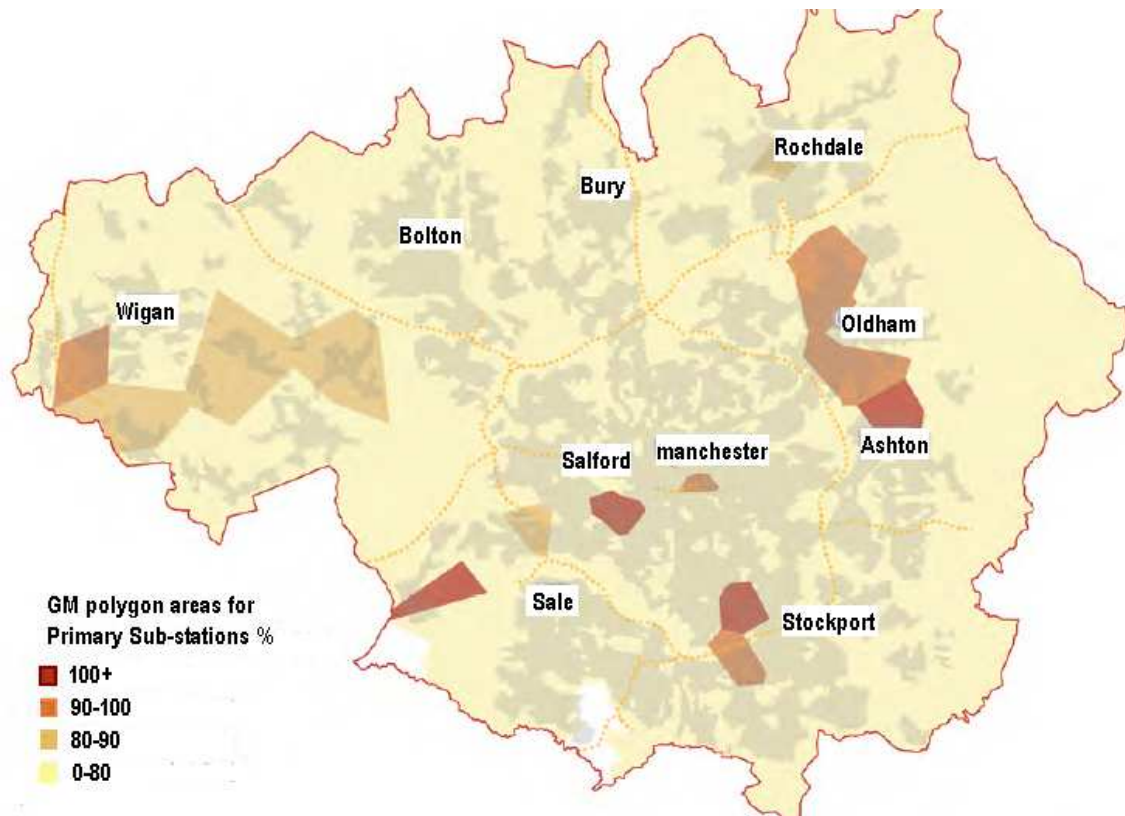 Rochdale
Bury
Bolton
Wigan
Oldham
Ashton
manchester
Salford
Sale
Stockport
GM polygon areas for
Primary Sub-stations %
100+
90-100
80-90
0-80